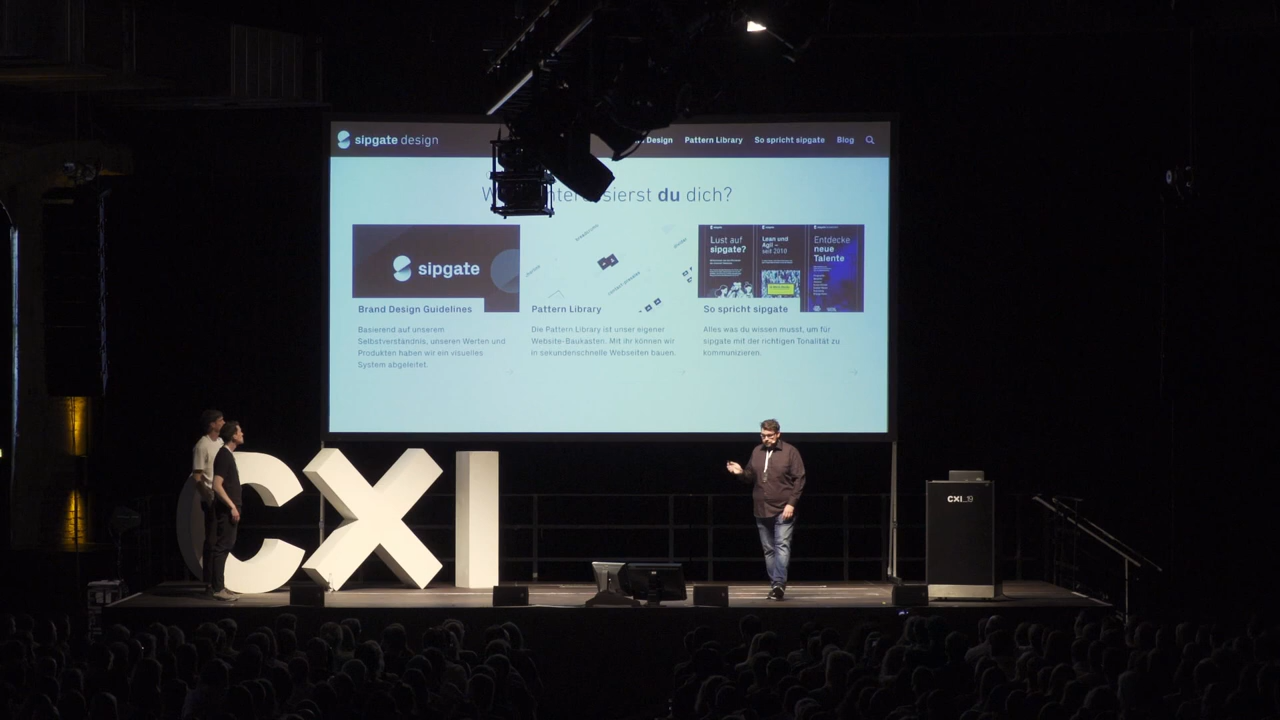 sipgate design
Design Pattern Library So spricht sipgate Blog
sierst du dich?
sipgate
Lust auf
sipgate?
Lean und
Agil –
seit 2010
Entdecke
neue
Talente
Brand Design Guidelines
Pattern Library
So spricht sipgate
Basierend auf unserem
Selbstverständnis, unseren Werten und
Produkten haben wir ein visuelles
System abgeleitet.
Die Pattern Library ist unser eigener
Website-Baukasten. Mit ihr können wir
in sekundenschnelle Webseiten bauen.
Alles was du wissen musst, um für
sipgate mit der richtigen Tonalität zu
kommunizieren.
CXI
CXI_19